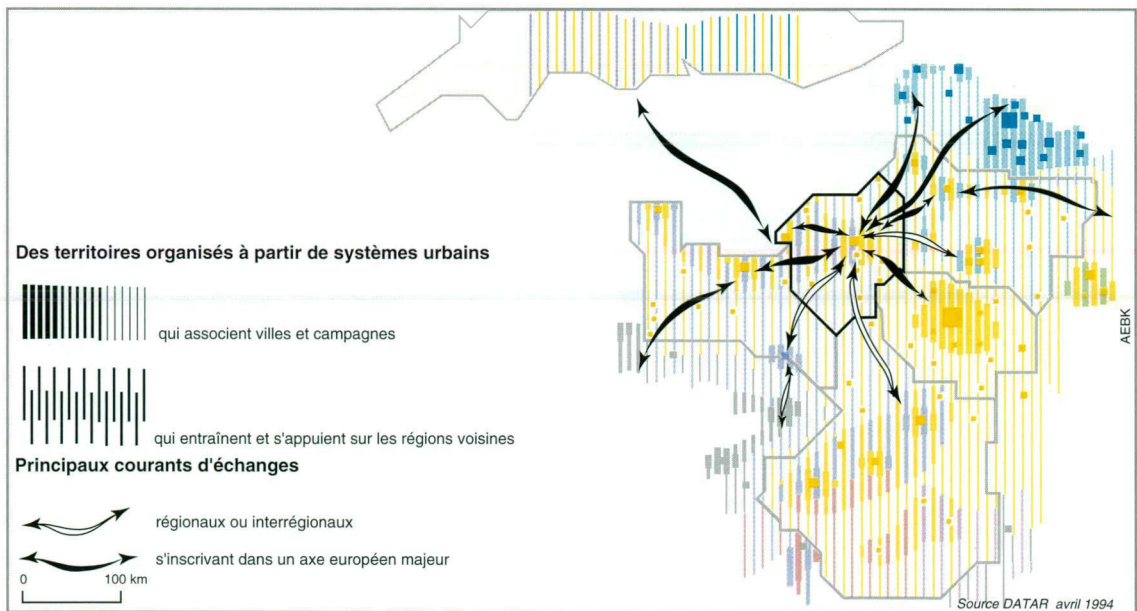 Des territoires organisés à partir de systèmes urbains
qui associent villes et campagnes
qui entraînent et s'appuient sur les régions voisines
Principaux courants d'échanges
régionaux ou interrégionaux
s'inscrivant dans un axe européen majeur
0 100 km
AEBK
Source DATAR avril 1994